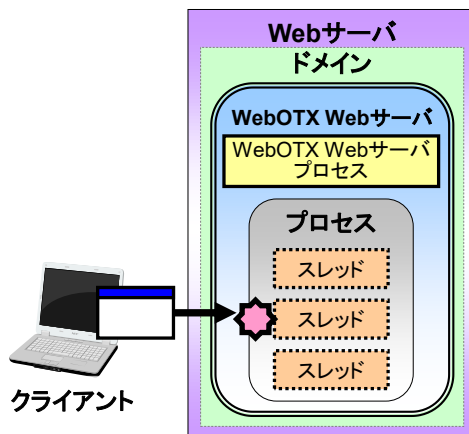 Webサーバ
ドメイン
WebOTX Webサーバ
WebOTX Webサーバ
プロセス
プロセス
スレッド
スレッド
スレッド
クライアント